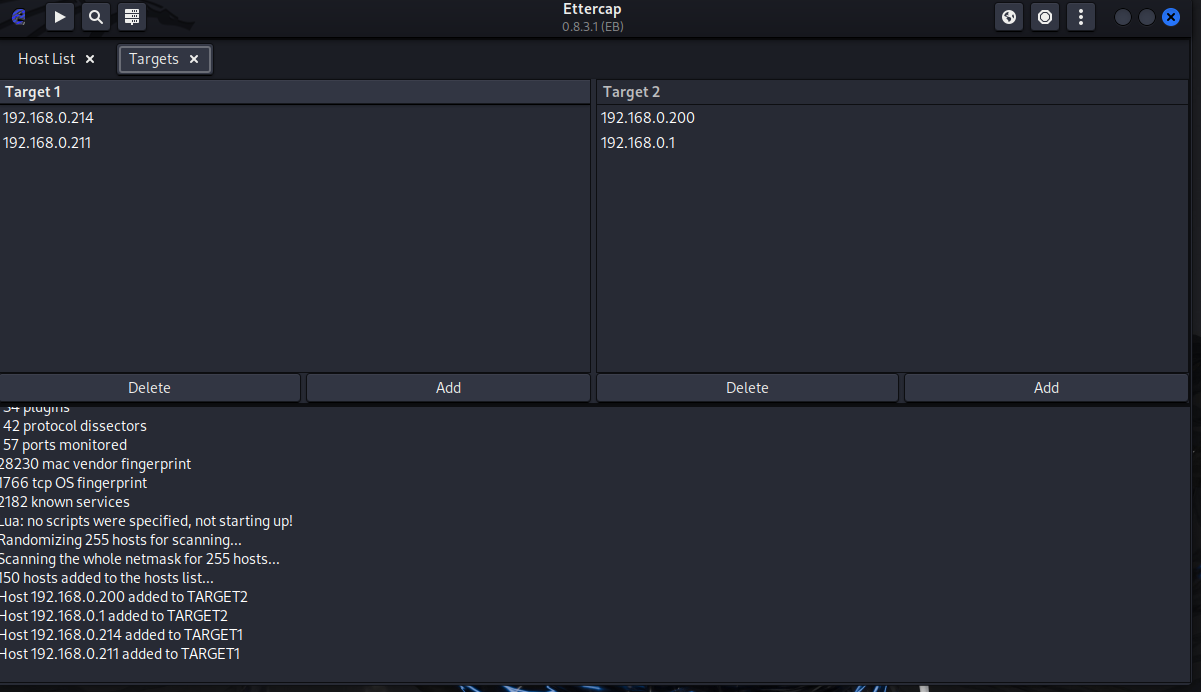 Ettercap
0.8.3.1 (EB)
Host List
Targets
Target 1
Target 2
192.168.0.214
192.168.0.200
192.168.0.211
192.168.0.1
Delete
Add
Delete
Add
34 plugins
42 protocol dissectors
57 ports monitored
28230 mac vendor fingerprint
1766 tcp OS fingerprint
2182 known services
Lua: no scripts were specified, not starting up!
Randomizing 255 hosts for scanning...
Scanning the whole netmask for 255 hosts...
150 hosts added to the hosts list...
Host 192.168.0.200 added to TARGET2
Host 192.168.0.1 added to TARGET2
Host 192.168.0.214 added to TARGET1
Host 192.168.0.211 added to TARGET1